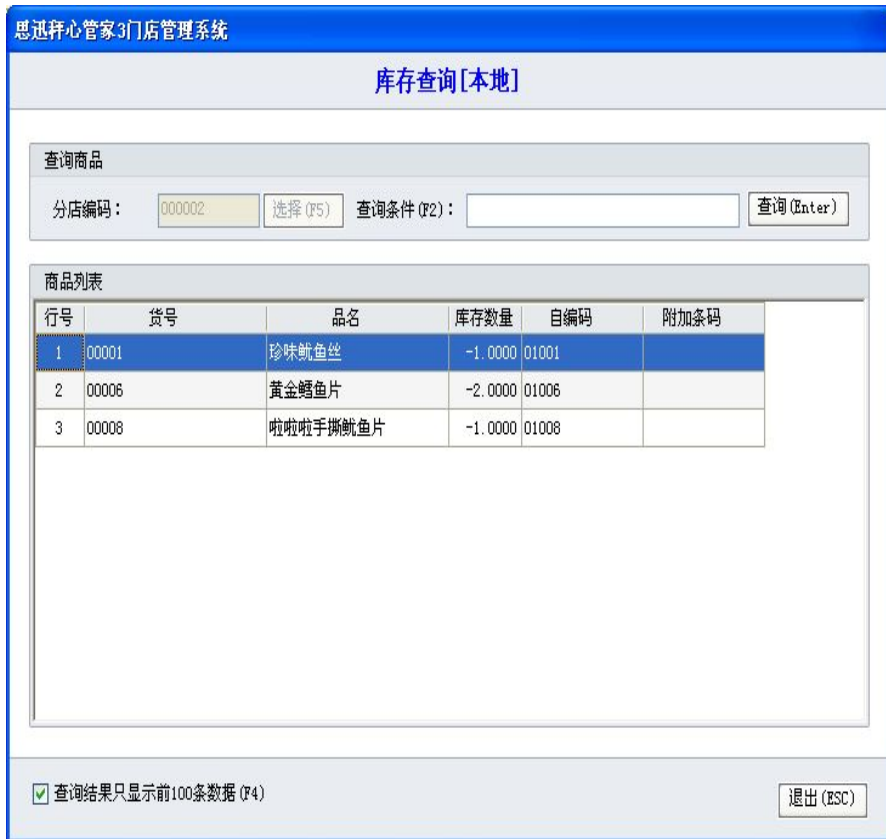 思迅秤心管家3门店管理系统
库存查询[本地]
查询商品
分店编码： 000002 选择(F5) 查询条件(F2)： 查询(Enter)
商品列表
行号 货号 品名 库存数量 自编码 附加条码
1 00001 珍味鱿鱼丝 -1.0000 01001
2 00006 黄金鳕鱼片 -2.0000 01006
3 00008 啦啦啦手撕鱿鱼片 -1.0000 01008
查询结果只显示前100条数据(F4) 退出(ESC)